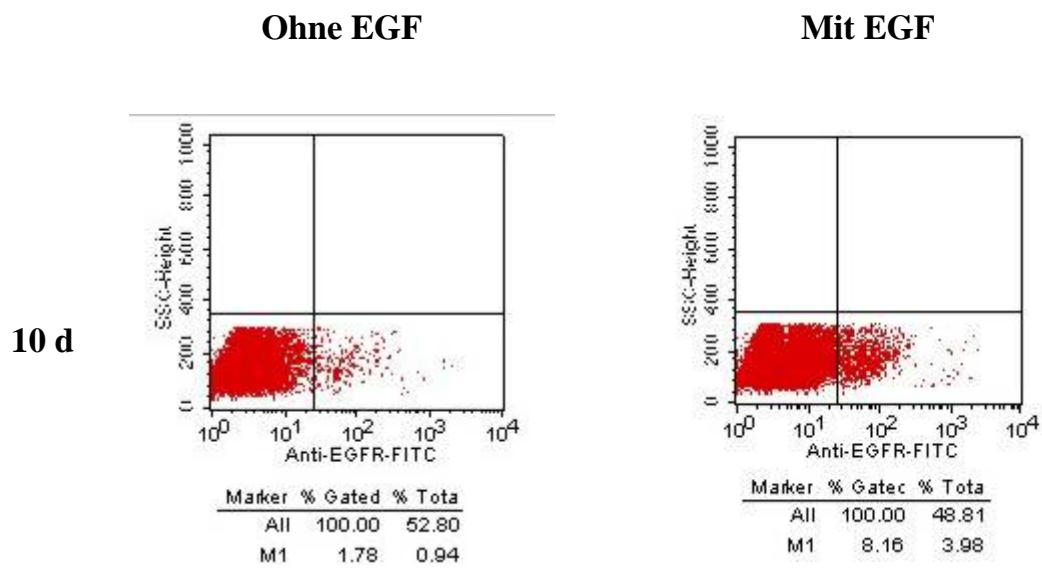 Ohne EGF
Mit EGF
10 d
SSC-Height
1000
800
600
400
200
0
10^0 10^1 10^2 10^3 10^4
Anti-EGFR-FITC
Marker % Gated % Tota
All 100.00 52.80
M1 1.78 0.94
SSC-Height
1000
800
600
400
200
0
10^0 10^1 10^2 10^3 10^4
Anti-EGFR-FITC
Marker % Gatec % Tota
All 100.00 48.81
M1 8.16 3.98